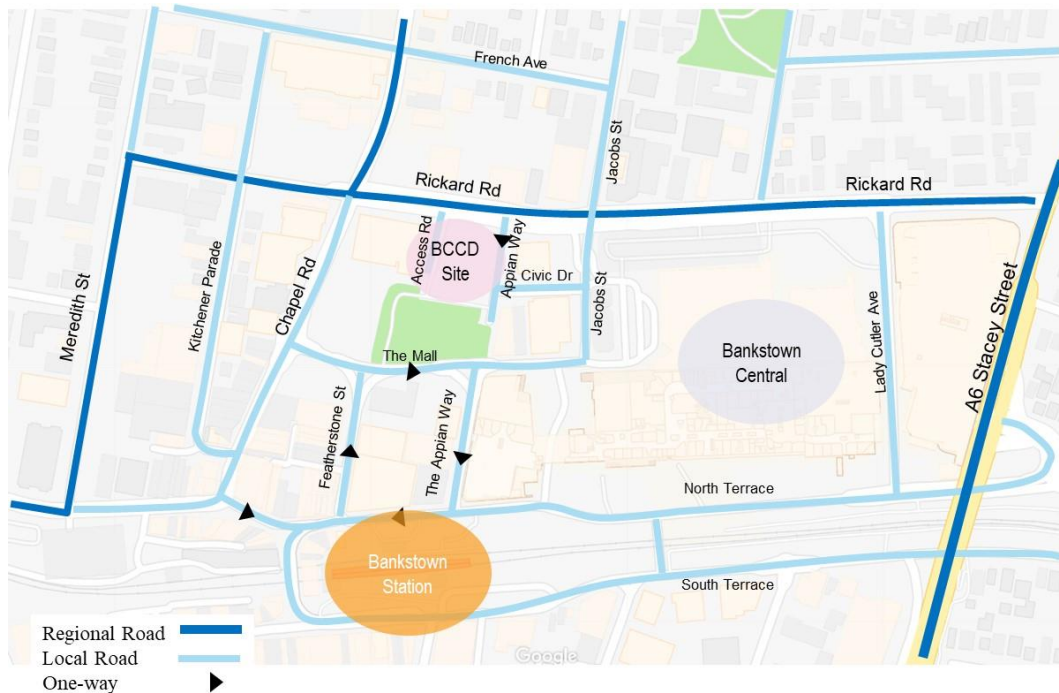 French Ave
Jacobs St
Rickard Rd
Rickard Rd
Meredith St
Kitchener Parade
Chapel Rd
Access Rd
BCCD
Site
Appian Way
Civic Dr
Jacobs St
The Mall
Bankstown
Central
Lady Cutler Ave
A6 Stacey Street
Featherstone St
The Appian Way
North Terrace
Bankstown
Station
South Terrace
Regional Road
Local Road
One-way
Google